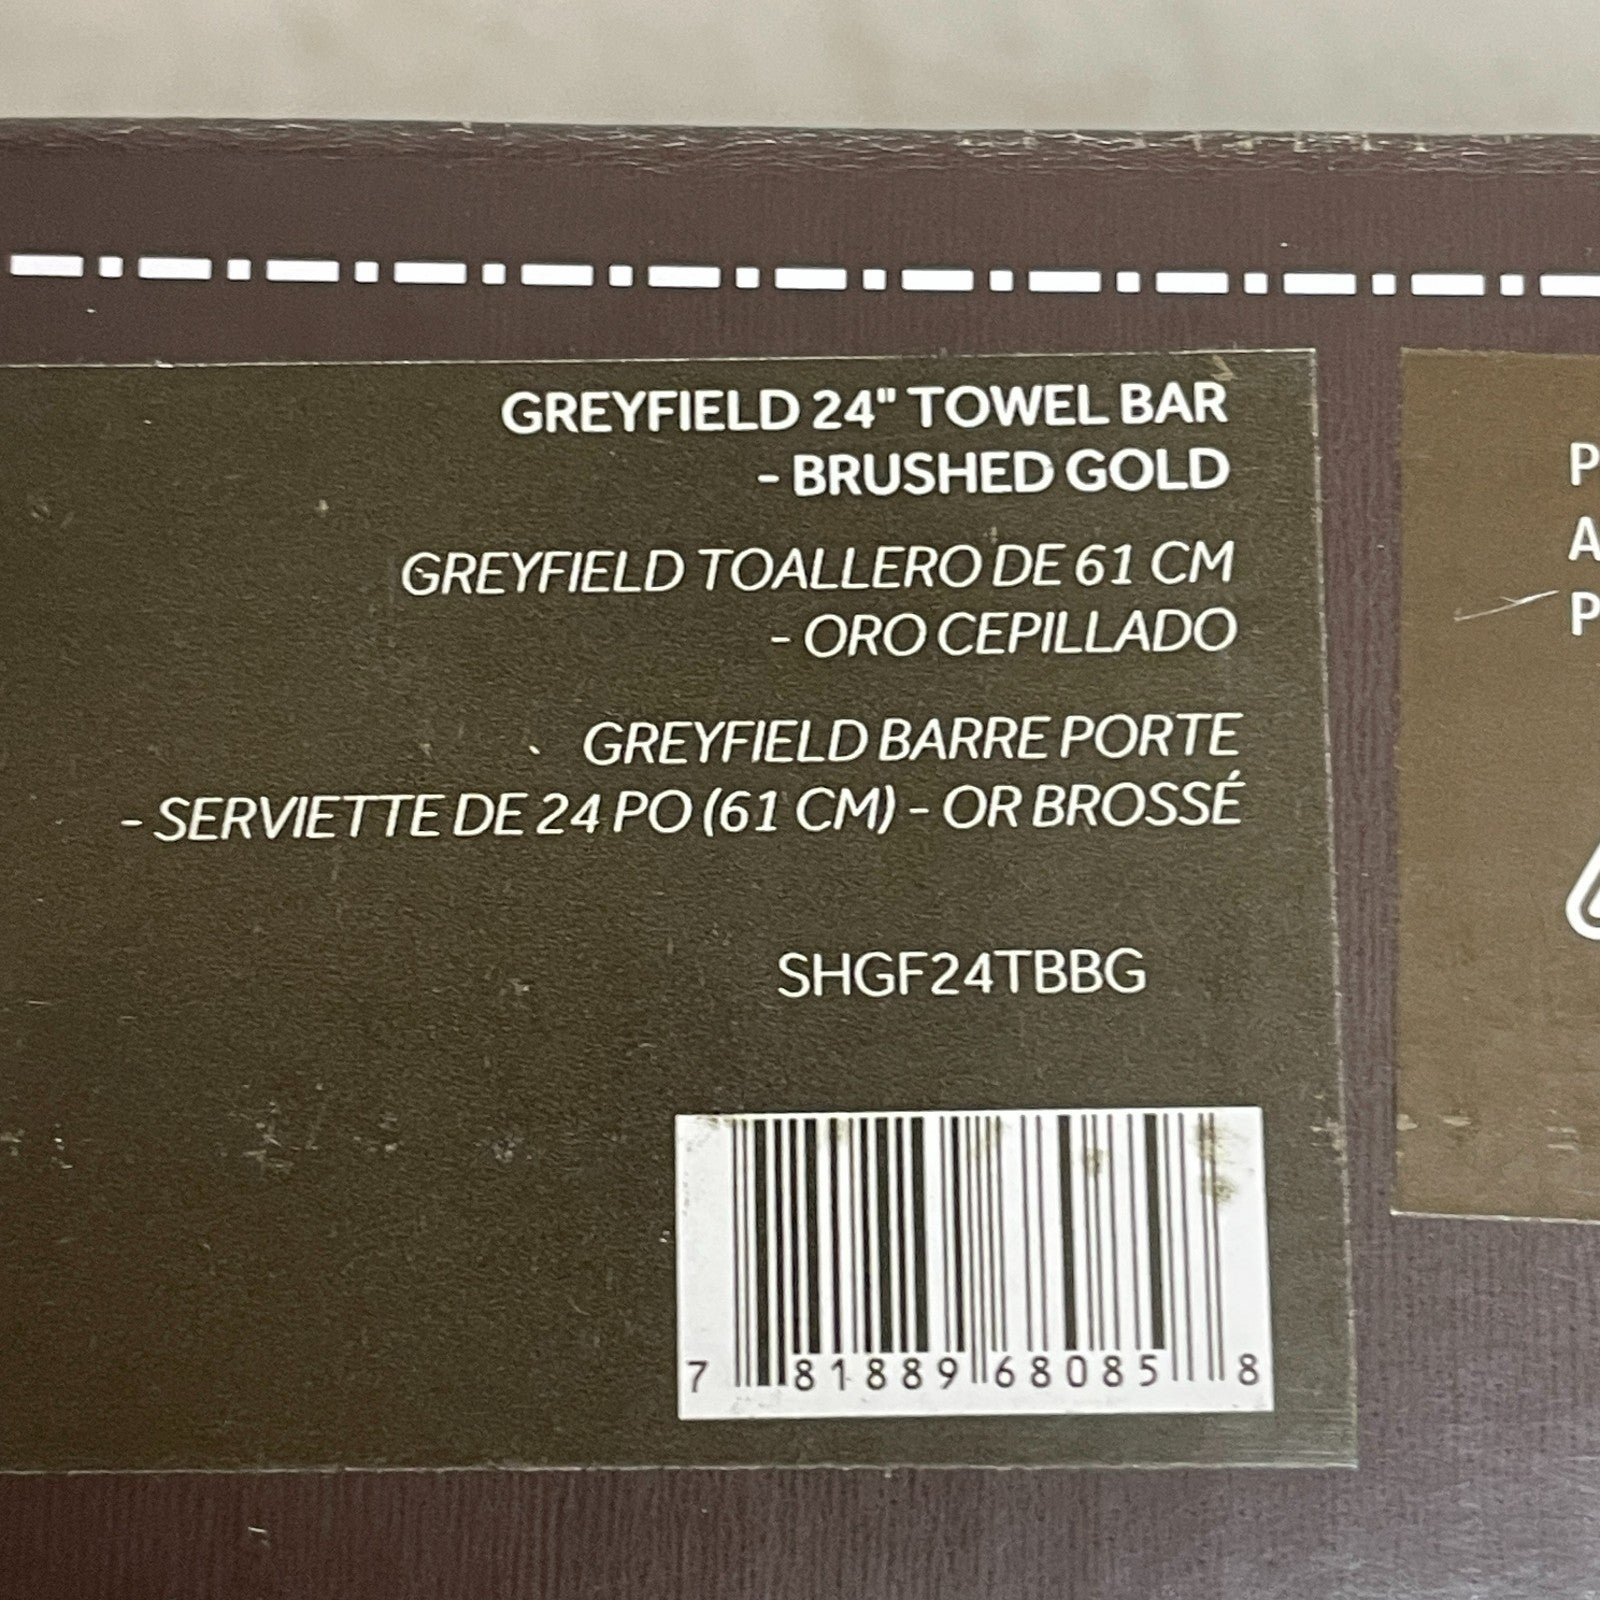 GREYFIELD 24" TOWEL BAR
- BRUSHED GOLD
GREYFIELD TOALLERO DE 61 CM
- ORO CEPILLADO
GREYFIELD BARRE PORTE
- SERVIETTE DE 24 PO (61 CM) - OR BROSSÉ
SHGF24TBBG
7 81889 68085 8
P
A
P